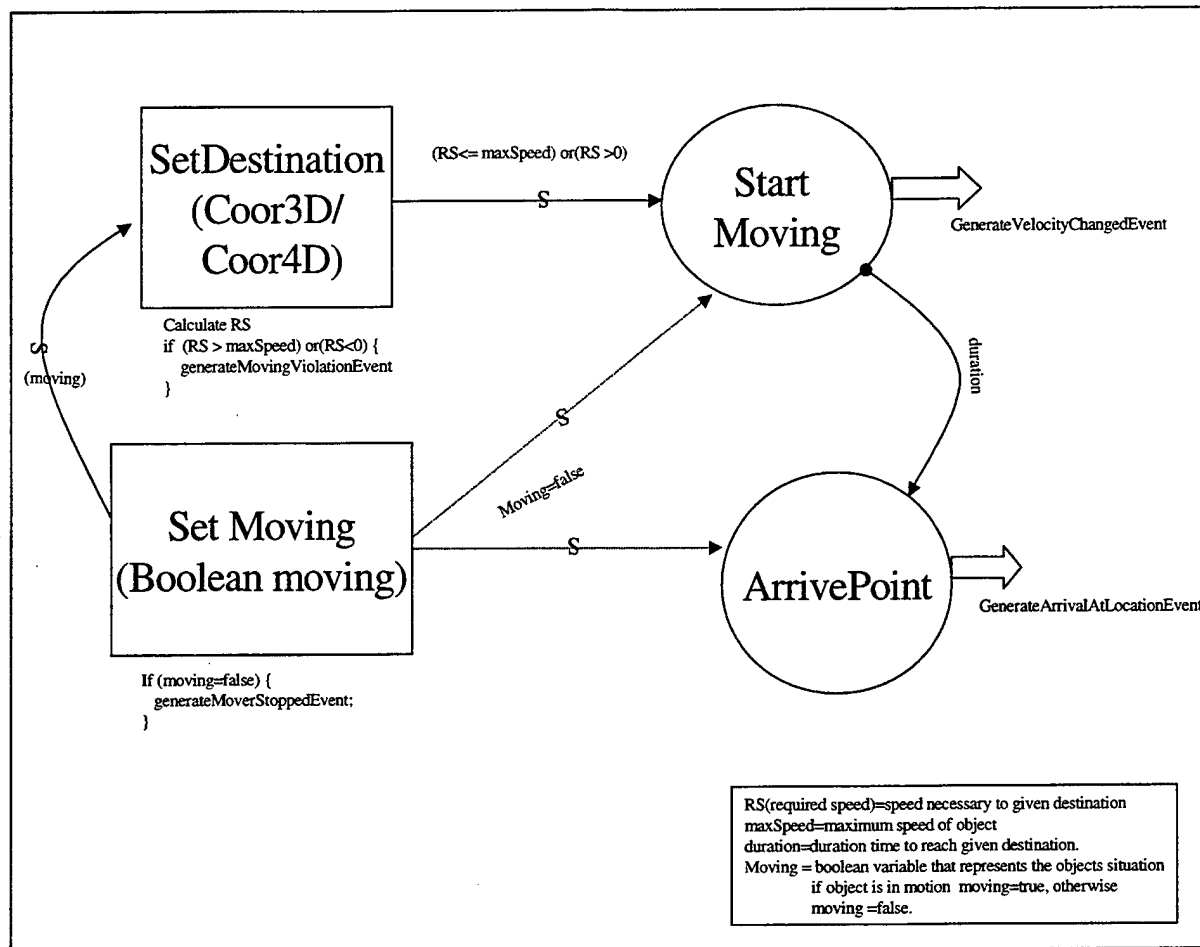 SetDestination
(Coor3D/
Coor4D)
(RS<= maxSpeed) or(RS >0)
S
Start
Moving
GenerateVelocityChangedEvent
Calculate RS
if (RS > maxSpeed) or(RS<0) {
generateMovingViolationEvent
}
S
(moving)
duration
S
Moving=false
Set Moving
(Boolean moving)
S
ArrivePoint
GenerateArrivalAtLocationEvent
If (moving=false) {
generateMoverStoppedEvent;
}
RS(required speed)=speed necessary to given destination
maxSpeed=maximum speed of object
duration=duration time to reach given destination.
Moving = boolean variable that represents the objects situation
if object is in motion moving=true, otherwise
moving =false.